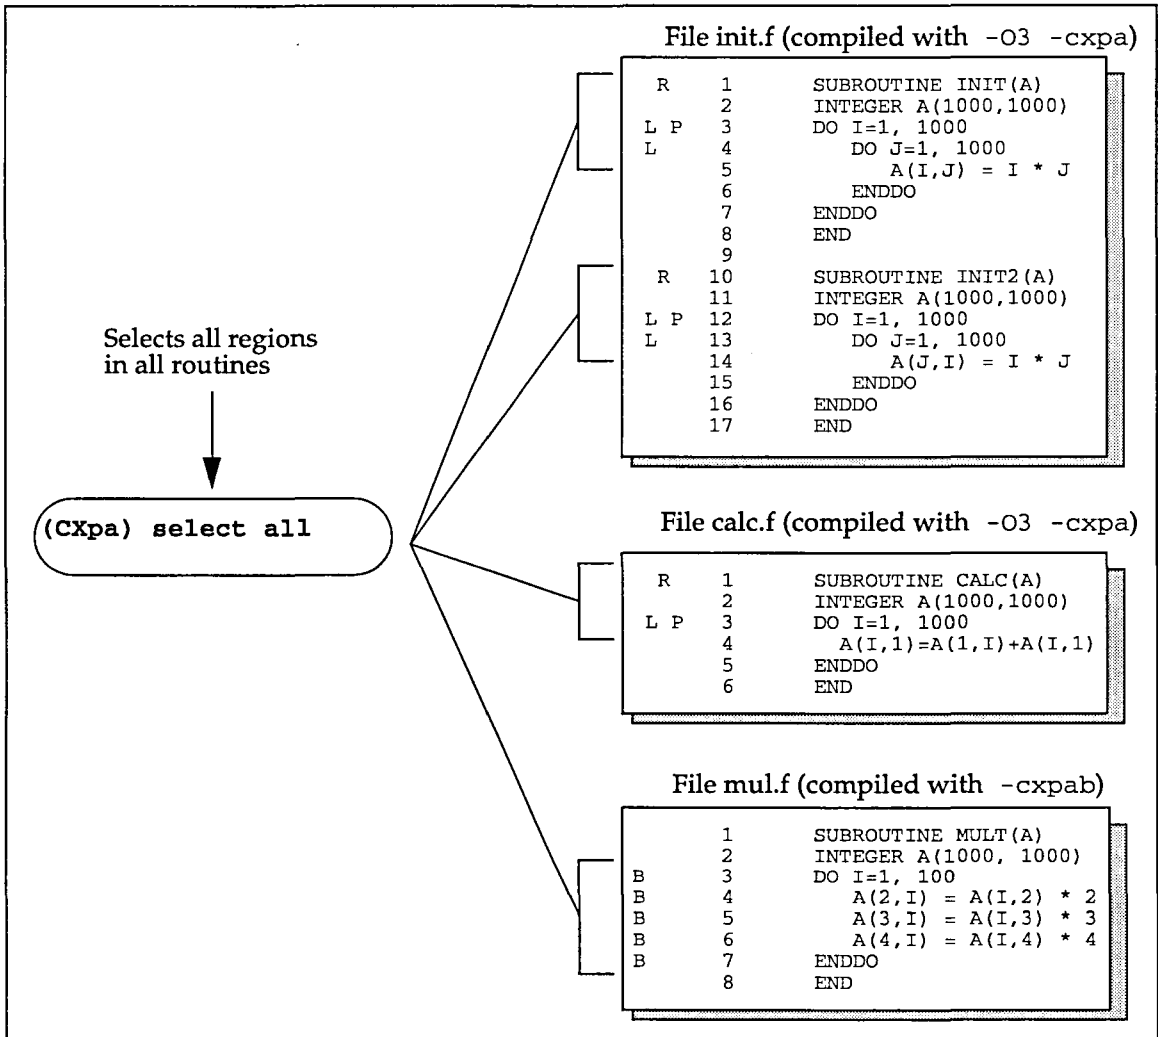 File init.f (compiled with -O3 -cxpa)
R 1 SUBROUTINE INIT(A)
2 INTEGER A(1000,1000)
L P 3 DO I=1, 1000
L 4 DO J=1, 1000
5 A(I,J) = I * J
6 ENDDO
7 ENDDO
8 END
9
R 10 SUBROUTINE INIT2(A)
11 INTEGER A(1000,1000)
L P 12 DO I=1, 1000
L 13 DO J=1, 1000
14 A(J,I) = I * J
15 ENDDO
16 ENDDO
17 END
Selects all regions
in all routines
(CXpa) select all
File calc.f (compiled with -O3 -cxpa)
R 1 SUBROUTINE CALC(A)
2 INTEGER A(1000,1000)
L P 3 DO I=1, 1000
4 A(I,1)=A(1,I)+A(I,1)
5 ENDDO
6 END
File mul.f (compiled with -cxpab)
1 SUBROUTINE MULT(A)
2 INTEGER A(1000, 1000)
B 3 DO I=1, 100
B 4 A(2,I) = A(I,2) * 2
B 5 A(3,I) = A(I,3) * 3
B 6 A(4,I) = A(I,4) * 4
B 7 ENDDO
8 END